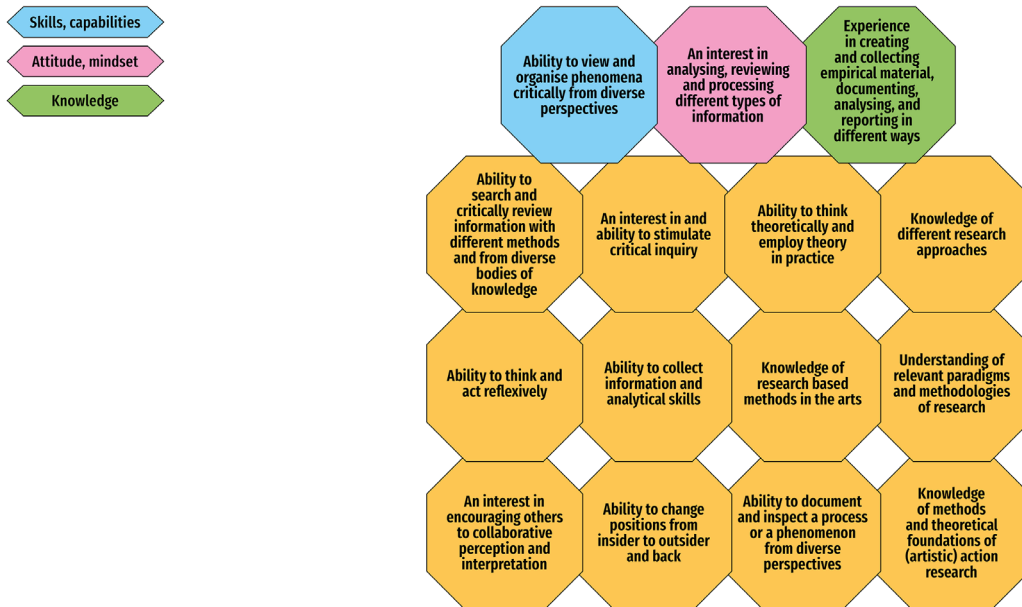 Skills, capabilities
Attitude, mindset
Knowledge
Ability to view and
organise phenomena
critically from diverse
perspectives
An interest in
analysing, reviewing
and processing
different types of
information
Experience
in creating
and collecting
empirical material,
documenting,
analysing, and
reporting in
different ways
Ability to
search and
critically review
information with
different methods
and from diverse
bodies of
knowledge
An interest in and
ability to stimulate
critical inquiry
Ability to think
theoretically and
employ theory
in practice
Knowledge of
different research
approaches
Ability to think and
act reflexively
Ability to collect
information and
analytical skills
Knowledge of
research based
methods in the arts
Understanding of
relevant paradigms
and methodologies
of research
An interest in
encouraging others
to collaborative
perception and
interpretation
Ability to change
positions from
insider to outsider
and back
Ability to document
and inspect a process
or a phenomenon
from diverse
perspectives
Knowledge
of methods
and theoretical
foundations of
(artistic) action
research